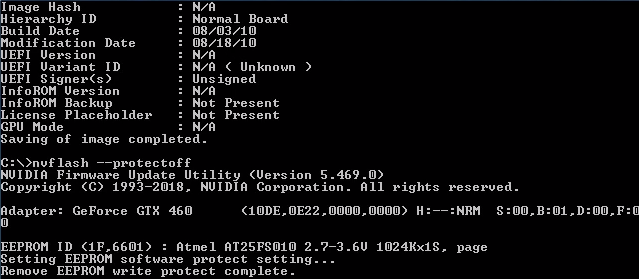 Image Hash             : N/A
Hierarchy ID           : Normal Board
Build Date             : 08/03/10
Modification Date      : 08/18/10
UEFI Version           : N/A
UEFI Variant ID        : N/A ( Unknown )
UEFI Signer(s)         : Unsigned
InfoROM Version        : N/A
InfoROM Backup         : Not Present
License Placeholder    : Not Present
GPU Mode               : N/A
Saving of image completed.
C:\>nvflash --protectoff
NVIDIA Firmware Update Utility (Version 5.469.0)
Copyright (C) 1993-2018, NVIDIA Corporation. All rights reserved.
Adapter: GeForce GTX 460      (10DE,0E22,0000,0000) H:--:NRM  S:00,B:01,D:00,F:0
0
EEPROM ID (1F,6601) : Atmel AT25FS010 2.7-3.6V 1024Kx1S, page
Setting EEPROM software protect setting...
Remove EEPROM write protect complete.